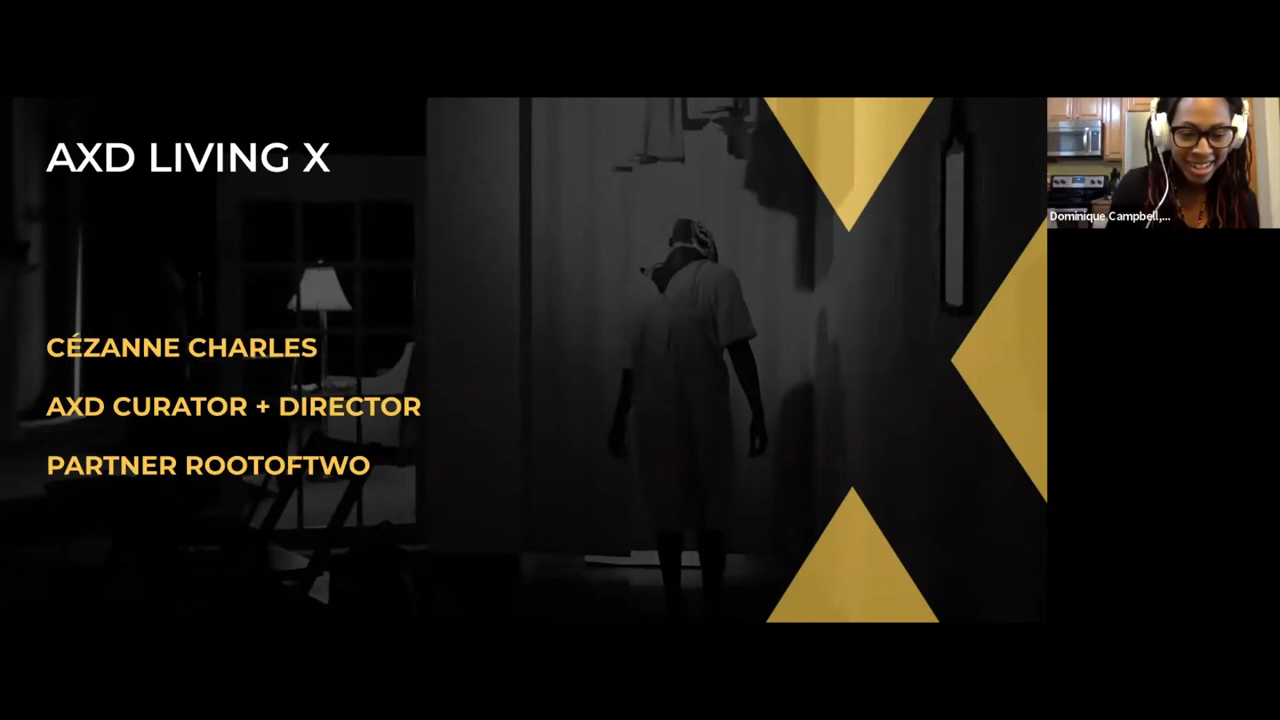 AXD LIVING X
CÉZANNE CHARLES
AXD CURATOR + DIRECTOR
PARTNER ROOTOFTWO
Dominique Campbell,...